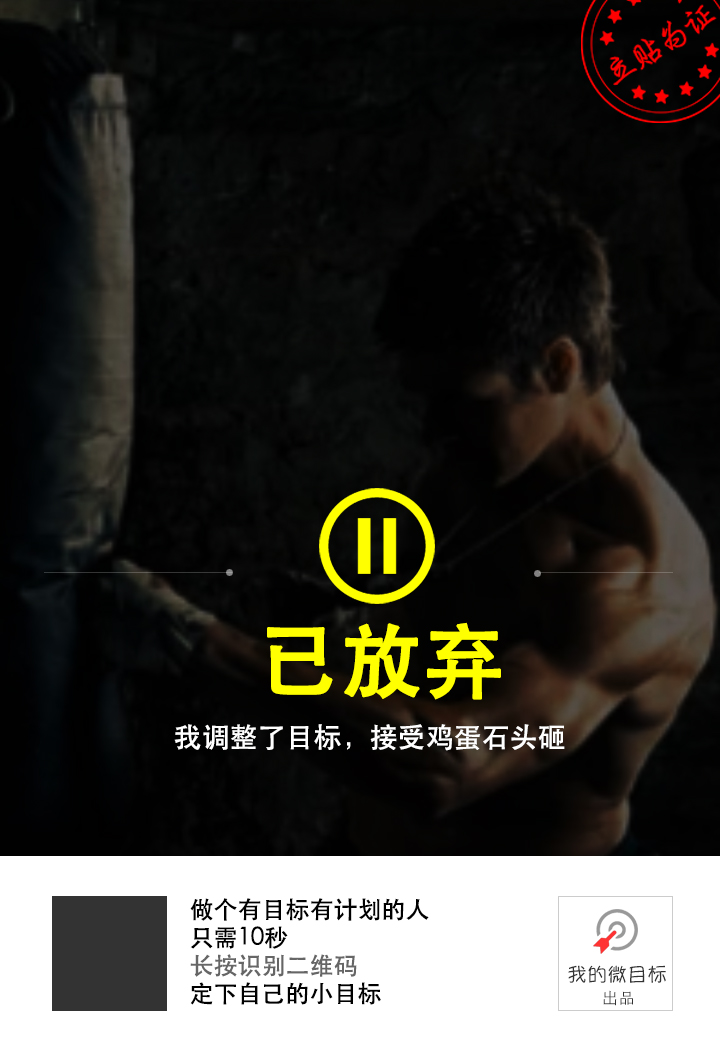 立贴为证
已放弃
我调整了目标，接受鸡蛋石头砸
做个有目标有计划的人
只需10秒
长按识别二维码
定下自己的小目标
我的微目标
出品